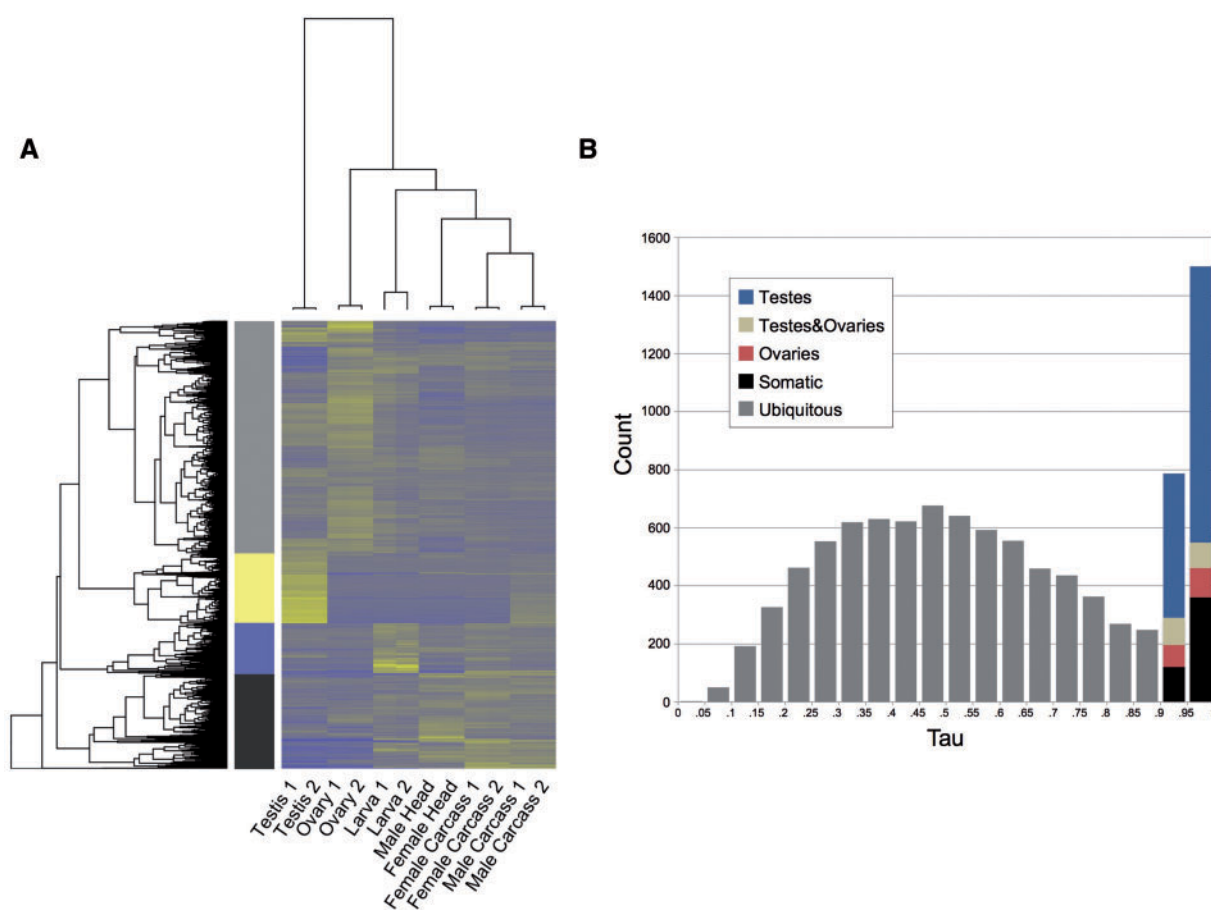 A
B
Testis 1
Testis 2
Ovary 1
Ovary 2
Larva 1
Larva 2
Male Head
Female Head
Female Carcass 1
Female Carcass 2
Male Carcass 1
Male Carcass 2
1600
1400
1200
1000
800
600
400
200
0
Count
Testes
Testes&Ovaries
Ovaries
Somatic
Ubiquitous
0 .05 .1 .15 .2 .25 .3 .35 .4 .45 .5 .55 .6 .65 .7 .75 .8 .85 .9 .95
Tau